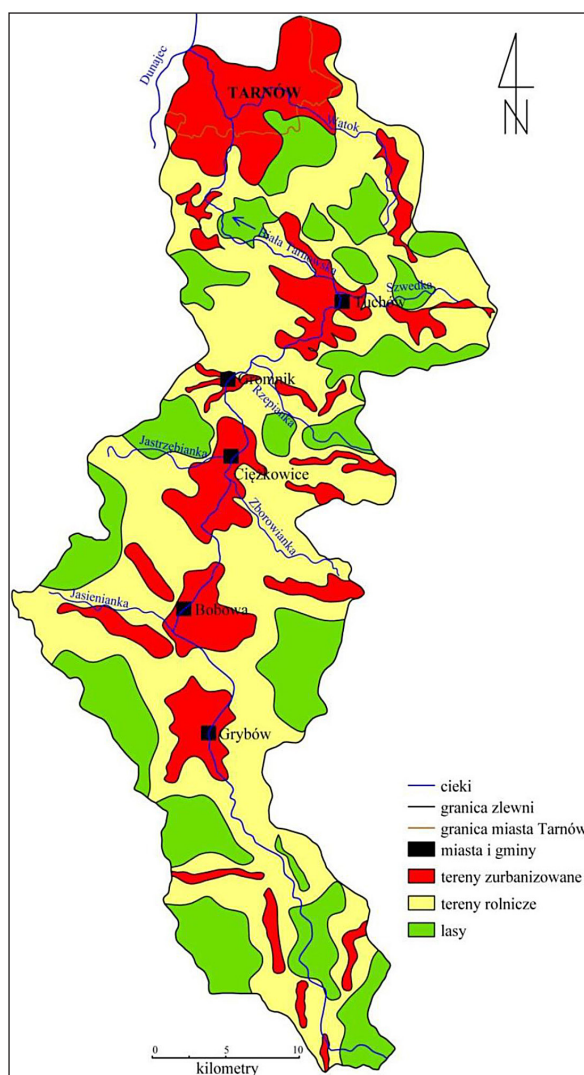 Dunajec
TARNÓW
N
Wątok
Biała Tarnowska
Szwedka
Tuchów
Gromnik
Rzepianka
Jastrzębianka
Ciężkowice
Zborowianka
Jasienianka
Bobowa
Grybów
cieki
granica zlewni
granica miasta Tarnów
miasta i gminy
tereny zurbanizowane
tereny rolnicze
lasy
0 5 10
kilometry